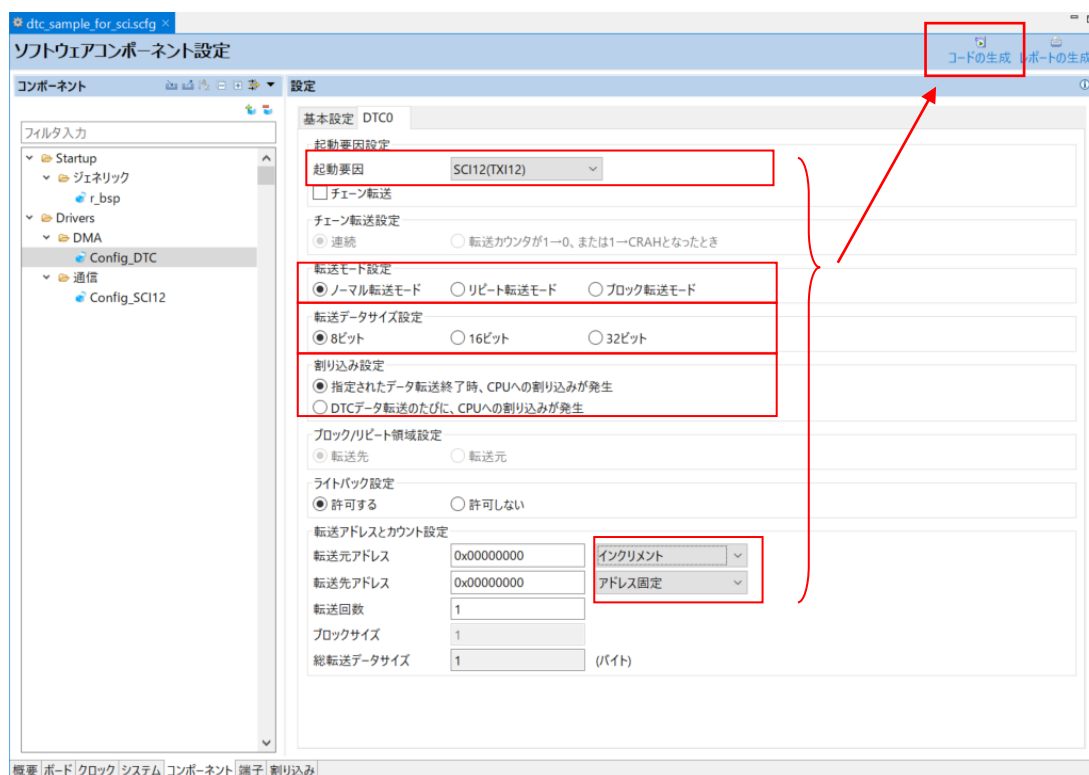 dtc_sample_for_sci.scfg
ソフトウェアコンポーネント設定
コードの生成 レポートの生成
コンポーネント
設定
フィルタ入力
Startup
ジェネリック
r_bsp
Drivers
DMA
Config_DTC
通信
Config_SCI12
基本設定 DTC0
起動要因設定
起動要因 SCI12(TXI12)
チェーン転送
チェーン転送設定
連続 転送カウンタが1→0、または1→CRAHとなったとき
転送モード設定
ノーマル転送モード リピート転送モード ブロック転送モード
転送データサイズ設定
8ビット 16ビット 32ビット
割り込み設定
指定されたデータ転送終了時、CPUへの割り込みが発生
DTCデータ転送のたびに、CPUへの割り込みが発生
ブロック/リピート領域設定
転送先 転送元
ライトバック設定
許可する 許可しない
転送アドレスとカウント設定
転送元アドレス 0x00000000 インクリメント
転送先アドレス 0x00000000 アドレス固定
転送回数 1
ブロックサイズ 1
総転送データサイズ 1 (バイト)
概要 ボード クロック システム コンポーネント 端子 割り込み